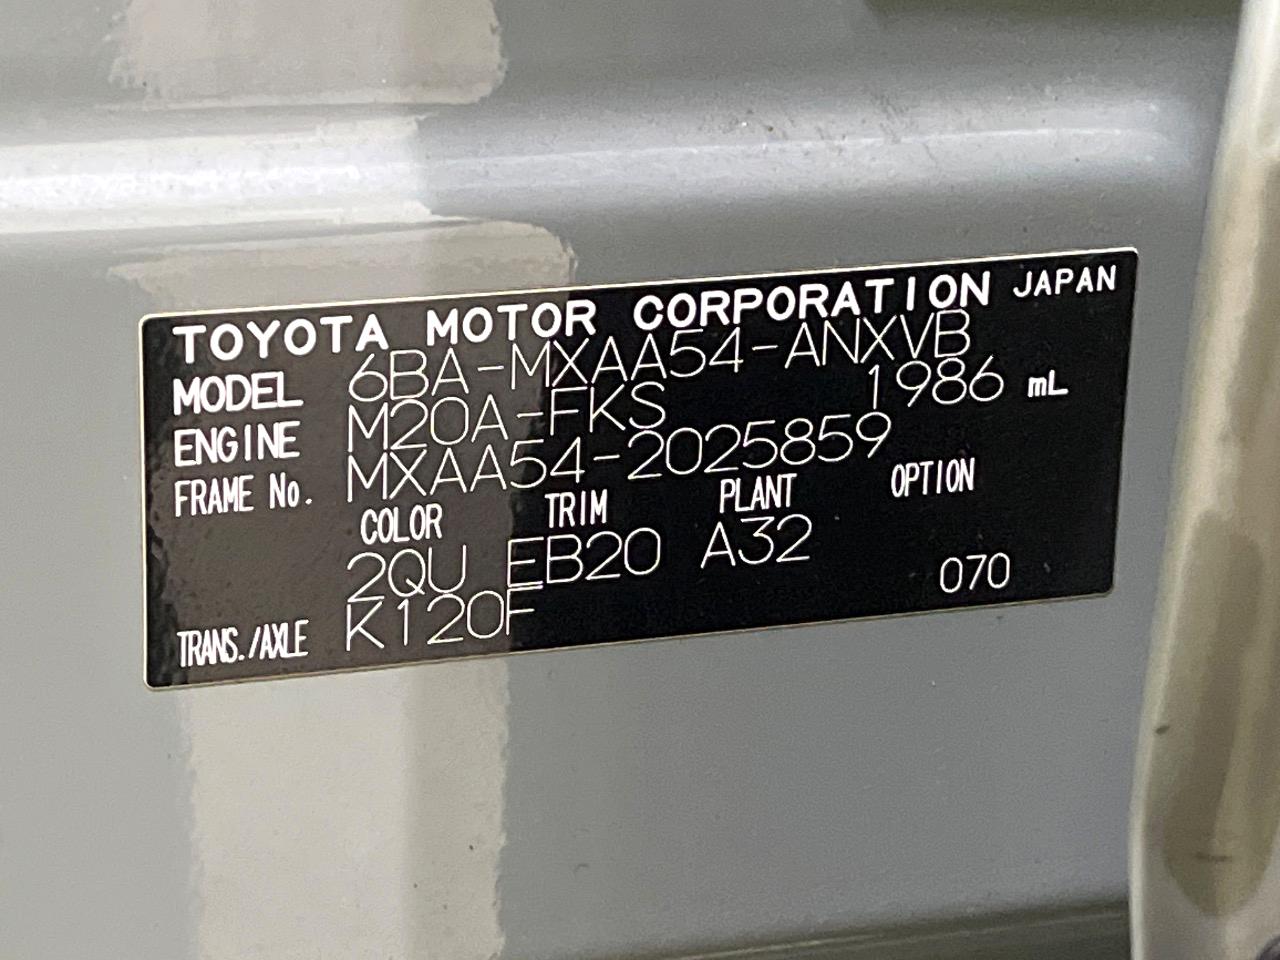 TOYOTA MOTOR CORPORATION JAPAN
MODEL 6BA-MXAA54-ANXVB
ENGINE M20A-FKS 1986 mL
FRAME No. MXAA54-2025859
COLOR TRIM PLANT OPTION
2QU EB20 A32
TRANS./AXLE K120F 070